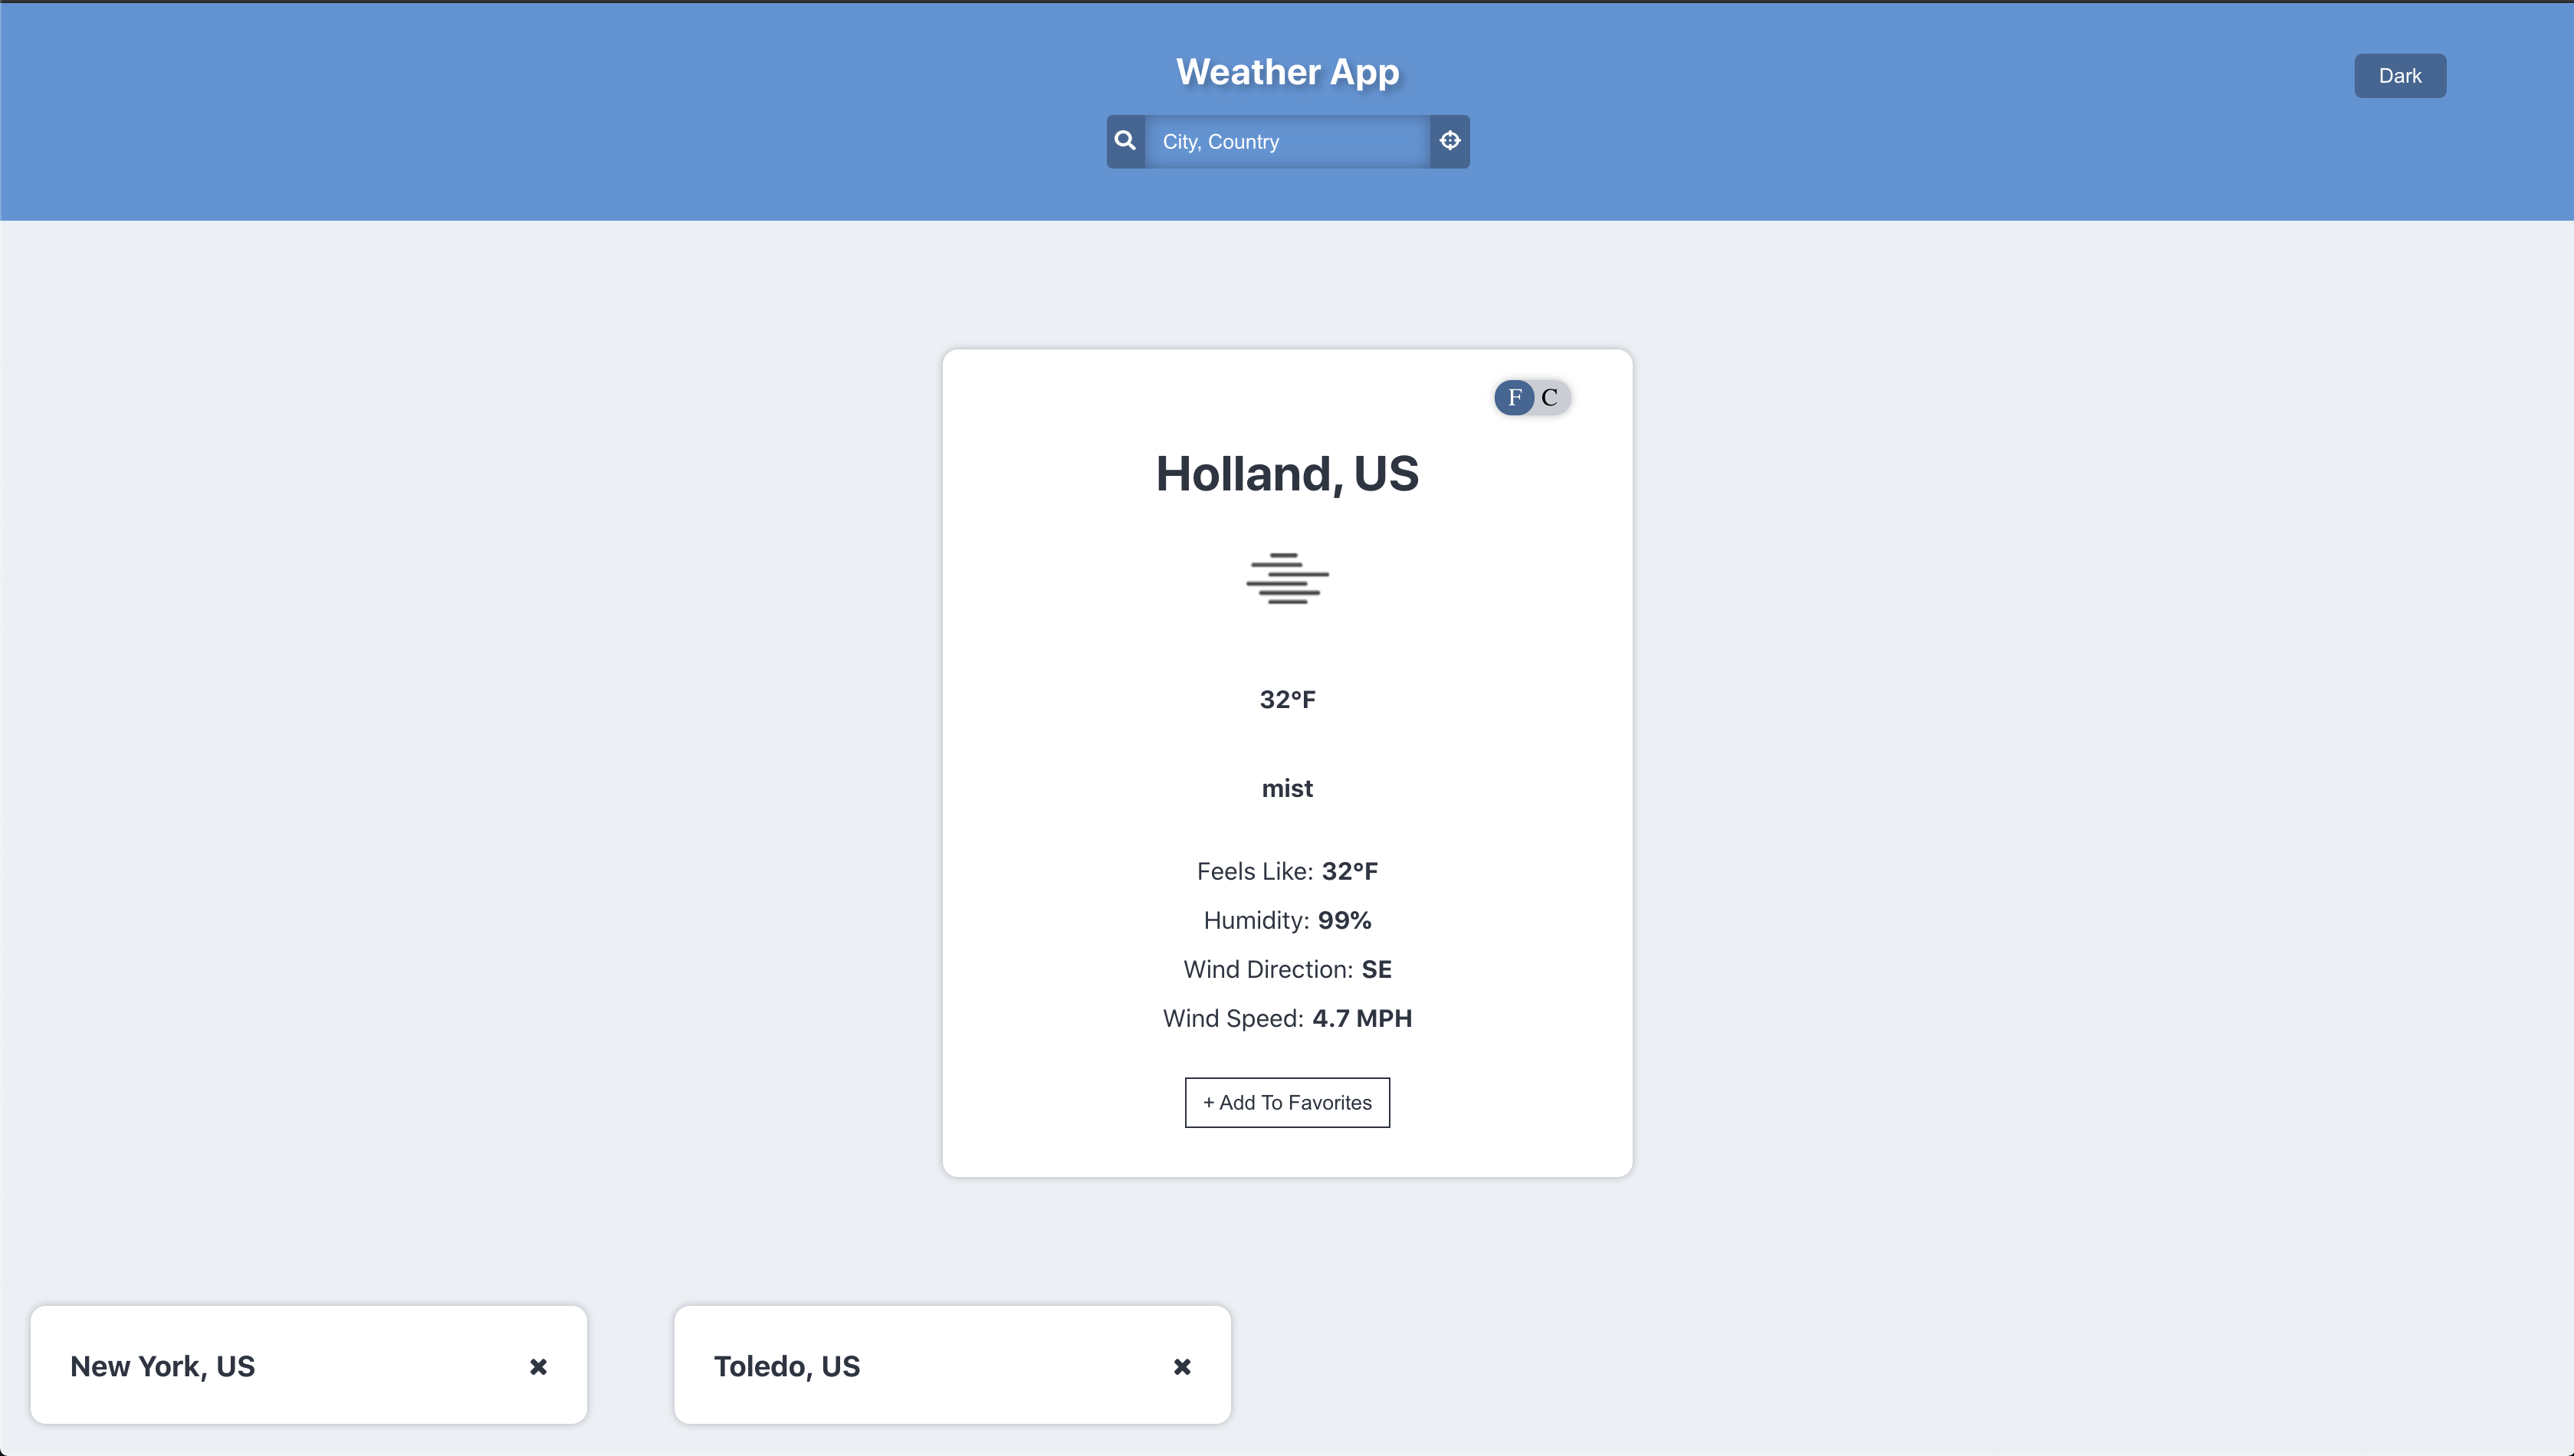 Weather App
Dark
City, Country
F C
Holland, US
32°F
mist
Feels Like: 32°F
Humidity: 99%
Wind Direction: SE
Wind Speed: 4.7 MPH
+ Add To Favorites
New York, US
Toledo, US